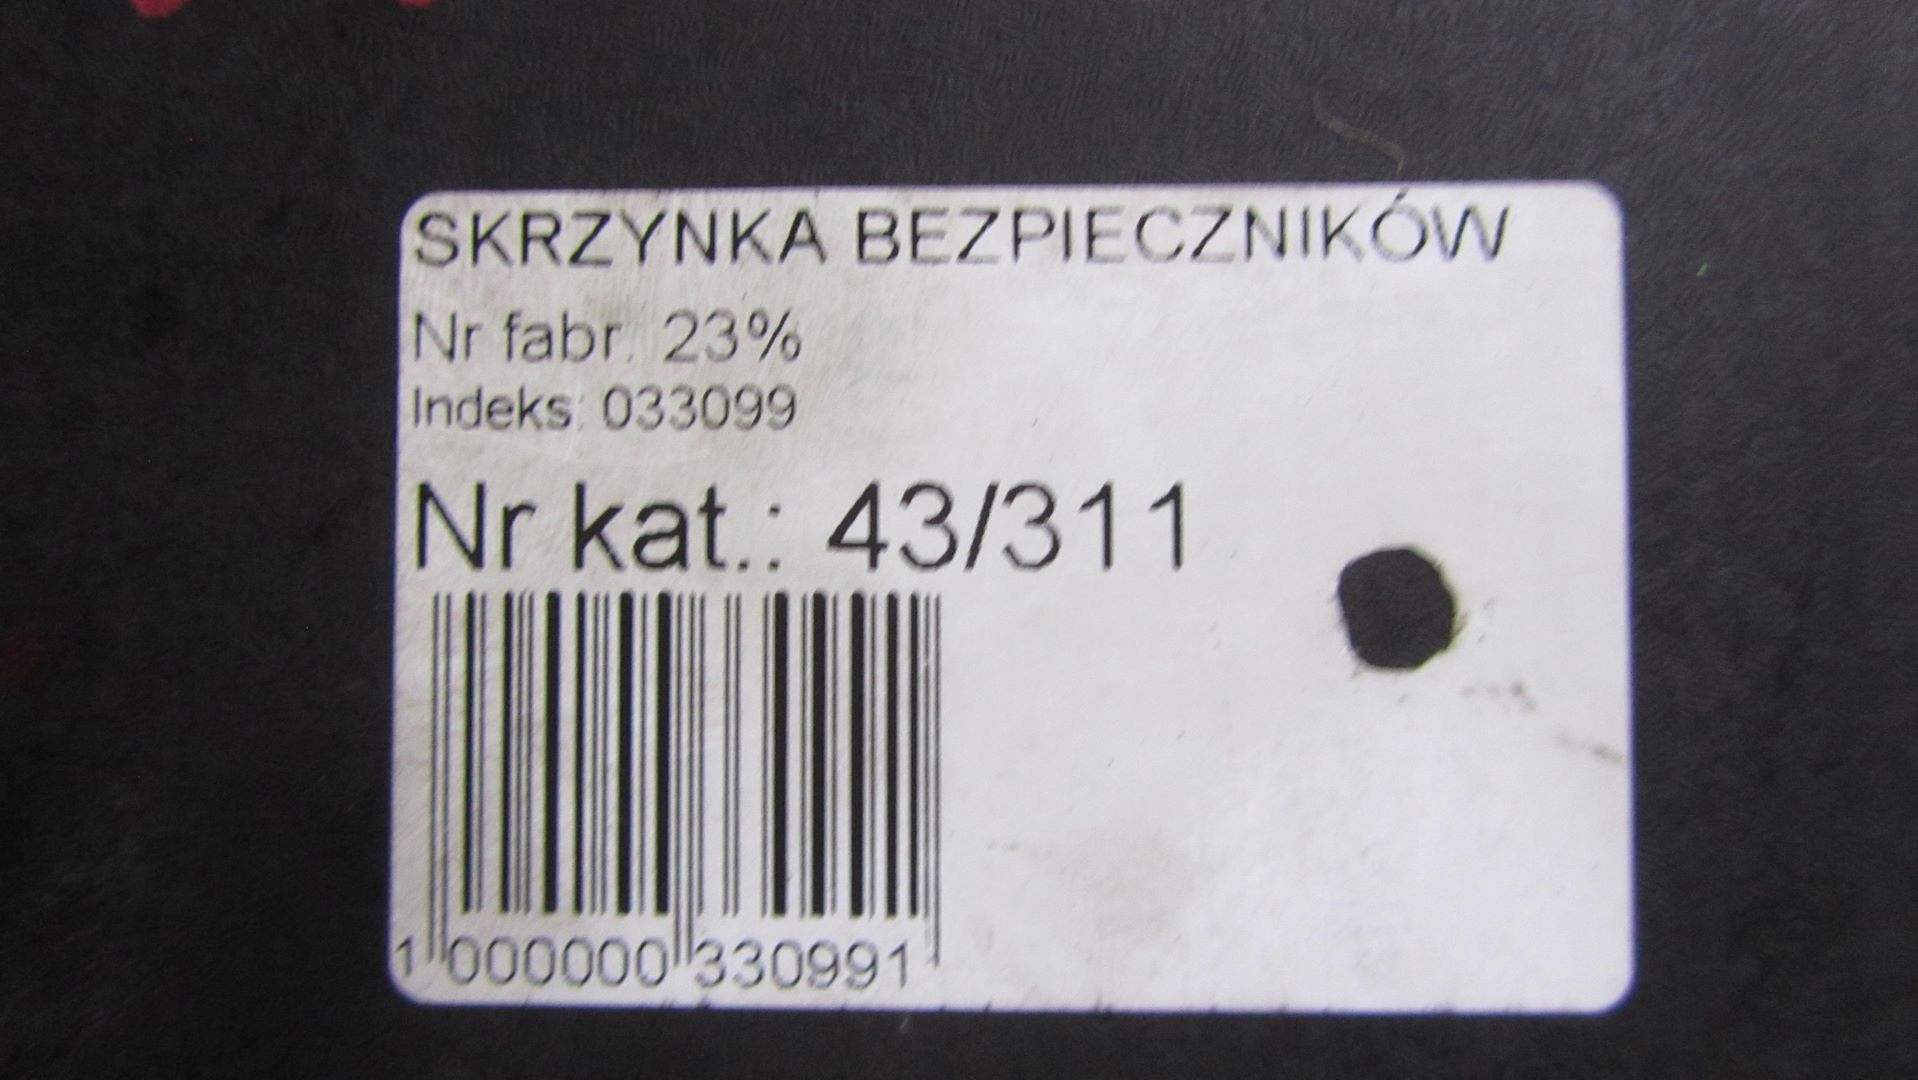 SKRZYNKA BEZPIECZNIKÓW
Nr fabr. 23%
Indeks: 033099
Nr kat.: 43/311
1 000000 330991